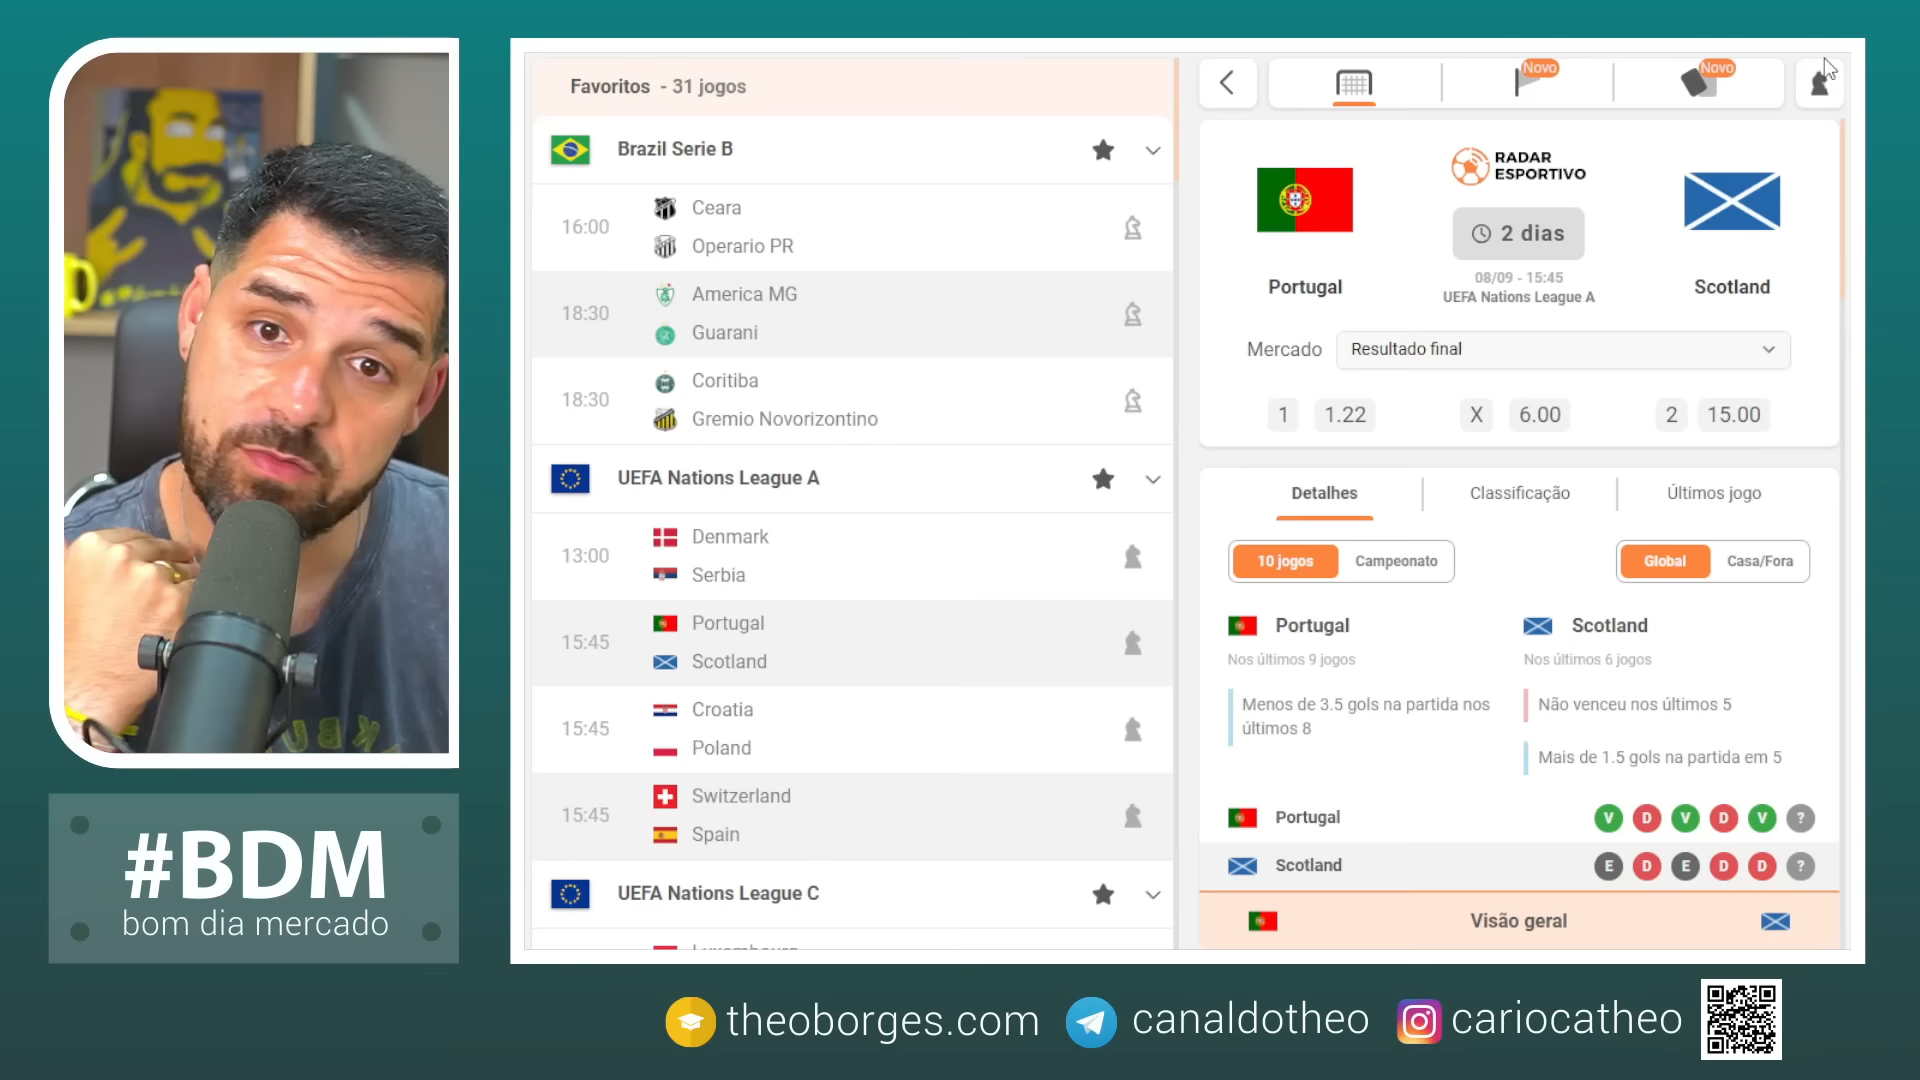 Favoritos - 31 jogos
Brazil Serie B
16:00
Ceara
Operario PR
18:30
America MG
Guarani
18:30
Coritiba
Gremio Novorizontino
UEFA Nations League A
13:00
Denmark
Serbia
15:45
Portugal
Scotland
15:45
Croatia
Poland
15:45
Switzerland
Spain
UEFA Nations League C
Novo
Novo
RADAR
ESPORTIVO
2 dias
08/09 - 15:45
UEFA Nations League A
Portugal
Scotland
Mercado Resultado final
1 1.22 X 6.00 2 15.00
Detalhes Classificação Últimos jogo
10 jogos Campeonato Global Casa/Fora
Portugal
Nos últimos 9 jogos
Menos de 3.5 gols na partida nos
últimos 8
Scotland
Nos últimos 6 jogos
Não venceu nos últimos 5
Mais de 1.5 gols na partida em 5
Portugal V D V D V ?
Scotland E D E D D ?
Visão geral
#BDM
bom dia mercado
theoborges.com canaldotheo cariocatheo